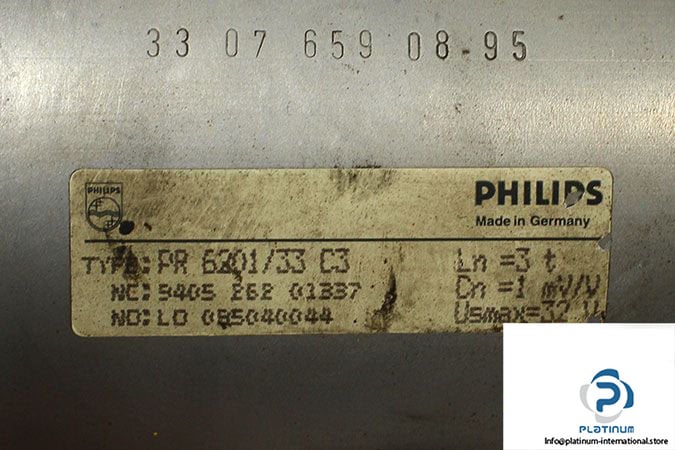 33 07 659 08-95
PHILIPS
PHILIPS
Made in Germany
TYPE: PR 6201/33 C3
Ln =3 t
NC: 9405 262 01337
Cn =1 mV/V
NO: LO 085040044
Usmax=32 V
PLATINUM
Info@platinum-international.store